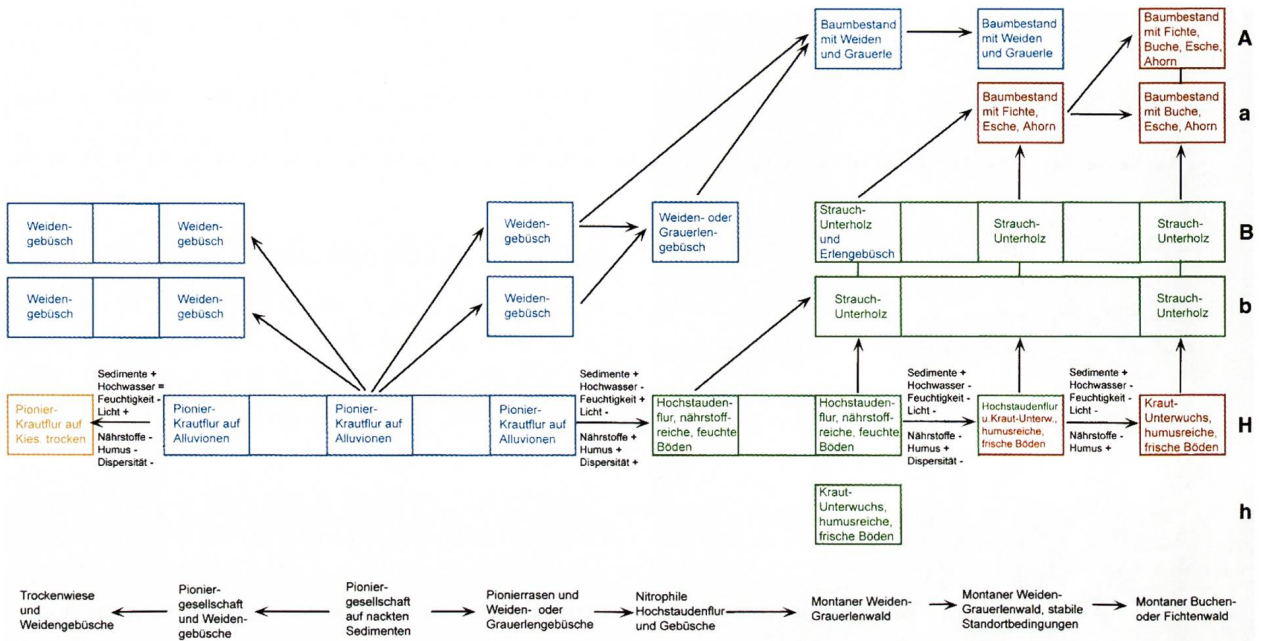 Baumbestand
mit Weiden
und Grauerle
Baumbestand
mit Weiden
und Grauerle
Baumbestand
mit Fichte,
Buche, Esche,
Ahorn
A
Baumbestand
mit Fichte,
Esche, Ahorn
Baumbestand
mit Buche,
Esche, Ahorn
a
Weiden-
gebüsch
Weiden-
gebüsch
Weiden-
gebüsch
Weiden- oder
Grauerlen-
gebüsch
Strauch-
Unterholz
und
Erlengebüsch
Strauch-
Unterholz
Strauch-
Unterholz
B
Weiden-
gebüsch
Weiden-
gebüsch
Weiden-
gebüsch
Strauch-
Unterholz
Strauch-
Unterholz
b
Pionier-
Krautflur auf
Kies trocken
Sedimente +
Hochwasser =
Feuchtigkeit -
Licht +
Nährstoffe -
Humus -
Dispersität -
Pionier-
Krautflur auf
Alluvionen
Pionier-
Krautflur auf
Alluvionen
Pionier-
Krautflur auf
Alluvionen
Sedimente +
Hochwasser -
Feuchtigkeit +
Licht -
Nährstoffe +
Humus +
Dispersität +
Hochstauden-
flur, nährstoff-
reiche, feuchte
Böden
Hochstauden-
flur, nährstoff-
reiche, feuchte
Böden
Sedimente +
Hochwasser -
Feuchtigkeit -
Licht -
Nährstoffe -
Humus +
Dispersität -
Hochstaudenflur
u.Kraut-Unterw.,
humusreiche,
frische Böden
Sedimente +
Hochwasser -
Feuchtigkeit -
Licht -
Nährstoffe -
Humus +
Kraut-
Unterwuchs,
humusreiche,
frische Böden
H
Kraut-
Unterwuchs,
humusreiche,
frische Böden
h
Trockenwiese
und
Weidengebüsche
Pionier-
gesellschaft
und Weiden-
gebüsche
Pionier-
gesellschaft
auf nackten
Sedimenten
Pionierrasen und
Weiden- oder
Grauerlengebüsche
Nitrophile
Hochstaudenflur
und Gebüsche
Montaner Weiden-
Grauerlenwald
Montaner Weiden-
Grauerlenwald, stabile
Standortbedingungen
Montaner Buchen-
oder Fichtenwald